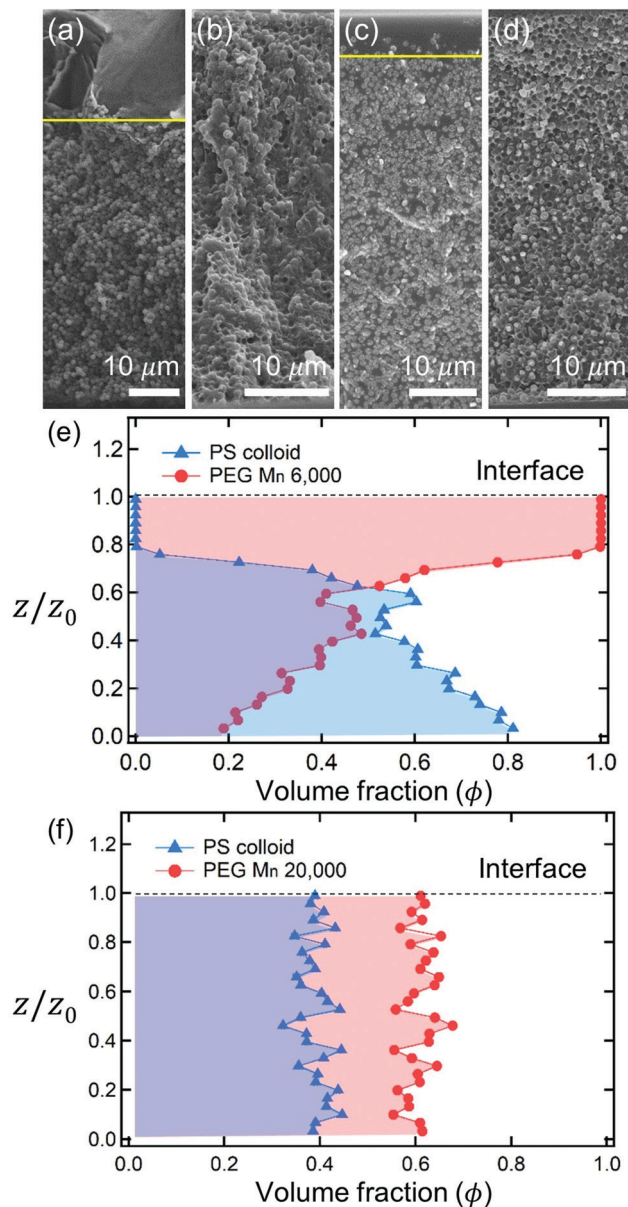 (a) (b) (c) (d)
10 μm 10 μm 10 μm 10 μm
(e)
1.2
1.0
0.8
0.6
0.4
0.2
0.0
z/z0
PS colloid
PEG Mn 6,000
Interface
0.0 0.2 0.4 0.6 0.8 1.0
Volume fraction (ϕ)
(f)
1.2
1.0
0.8
0.6
0.4
0.2
0.0
z/z0
PS colloid
PEG Mn 20,000
Interface
0.0 0.2 0.4 0.6 0.8 1.0
Volume fraction (ϕ)